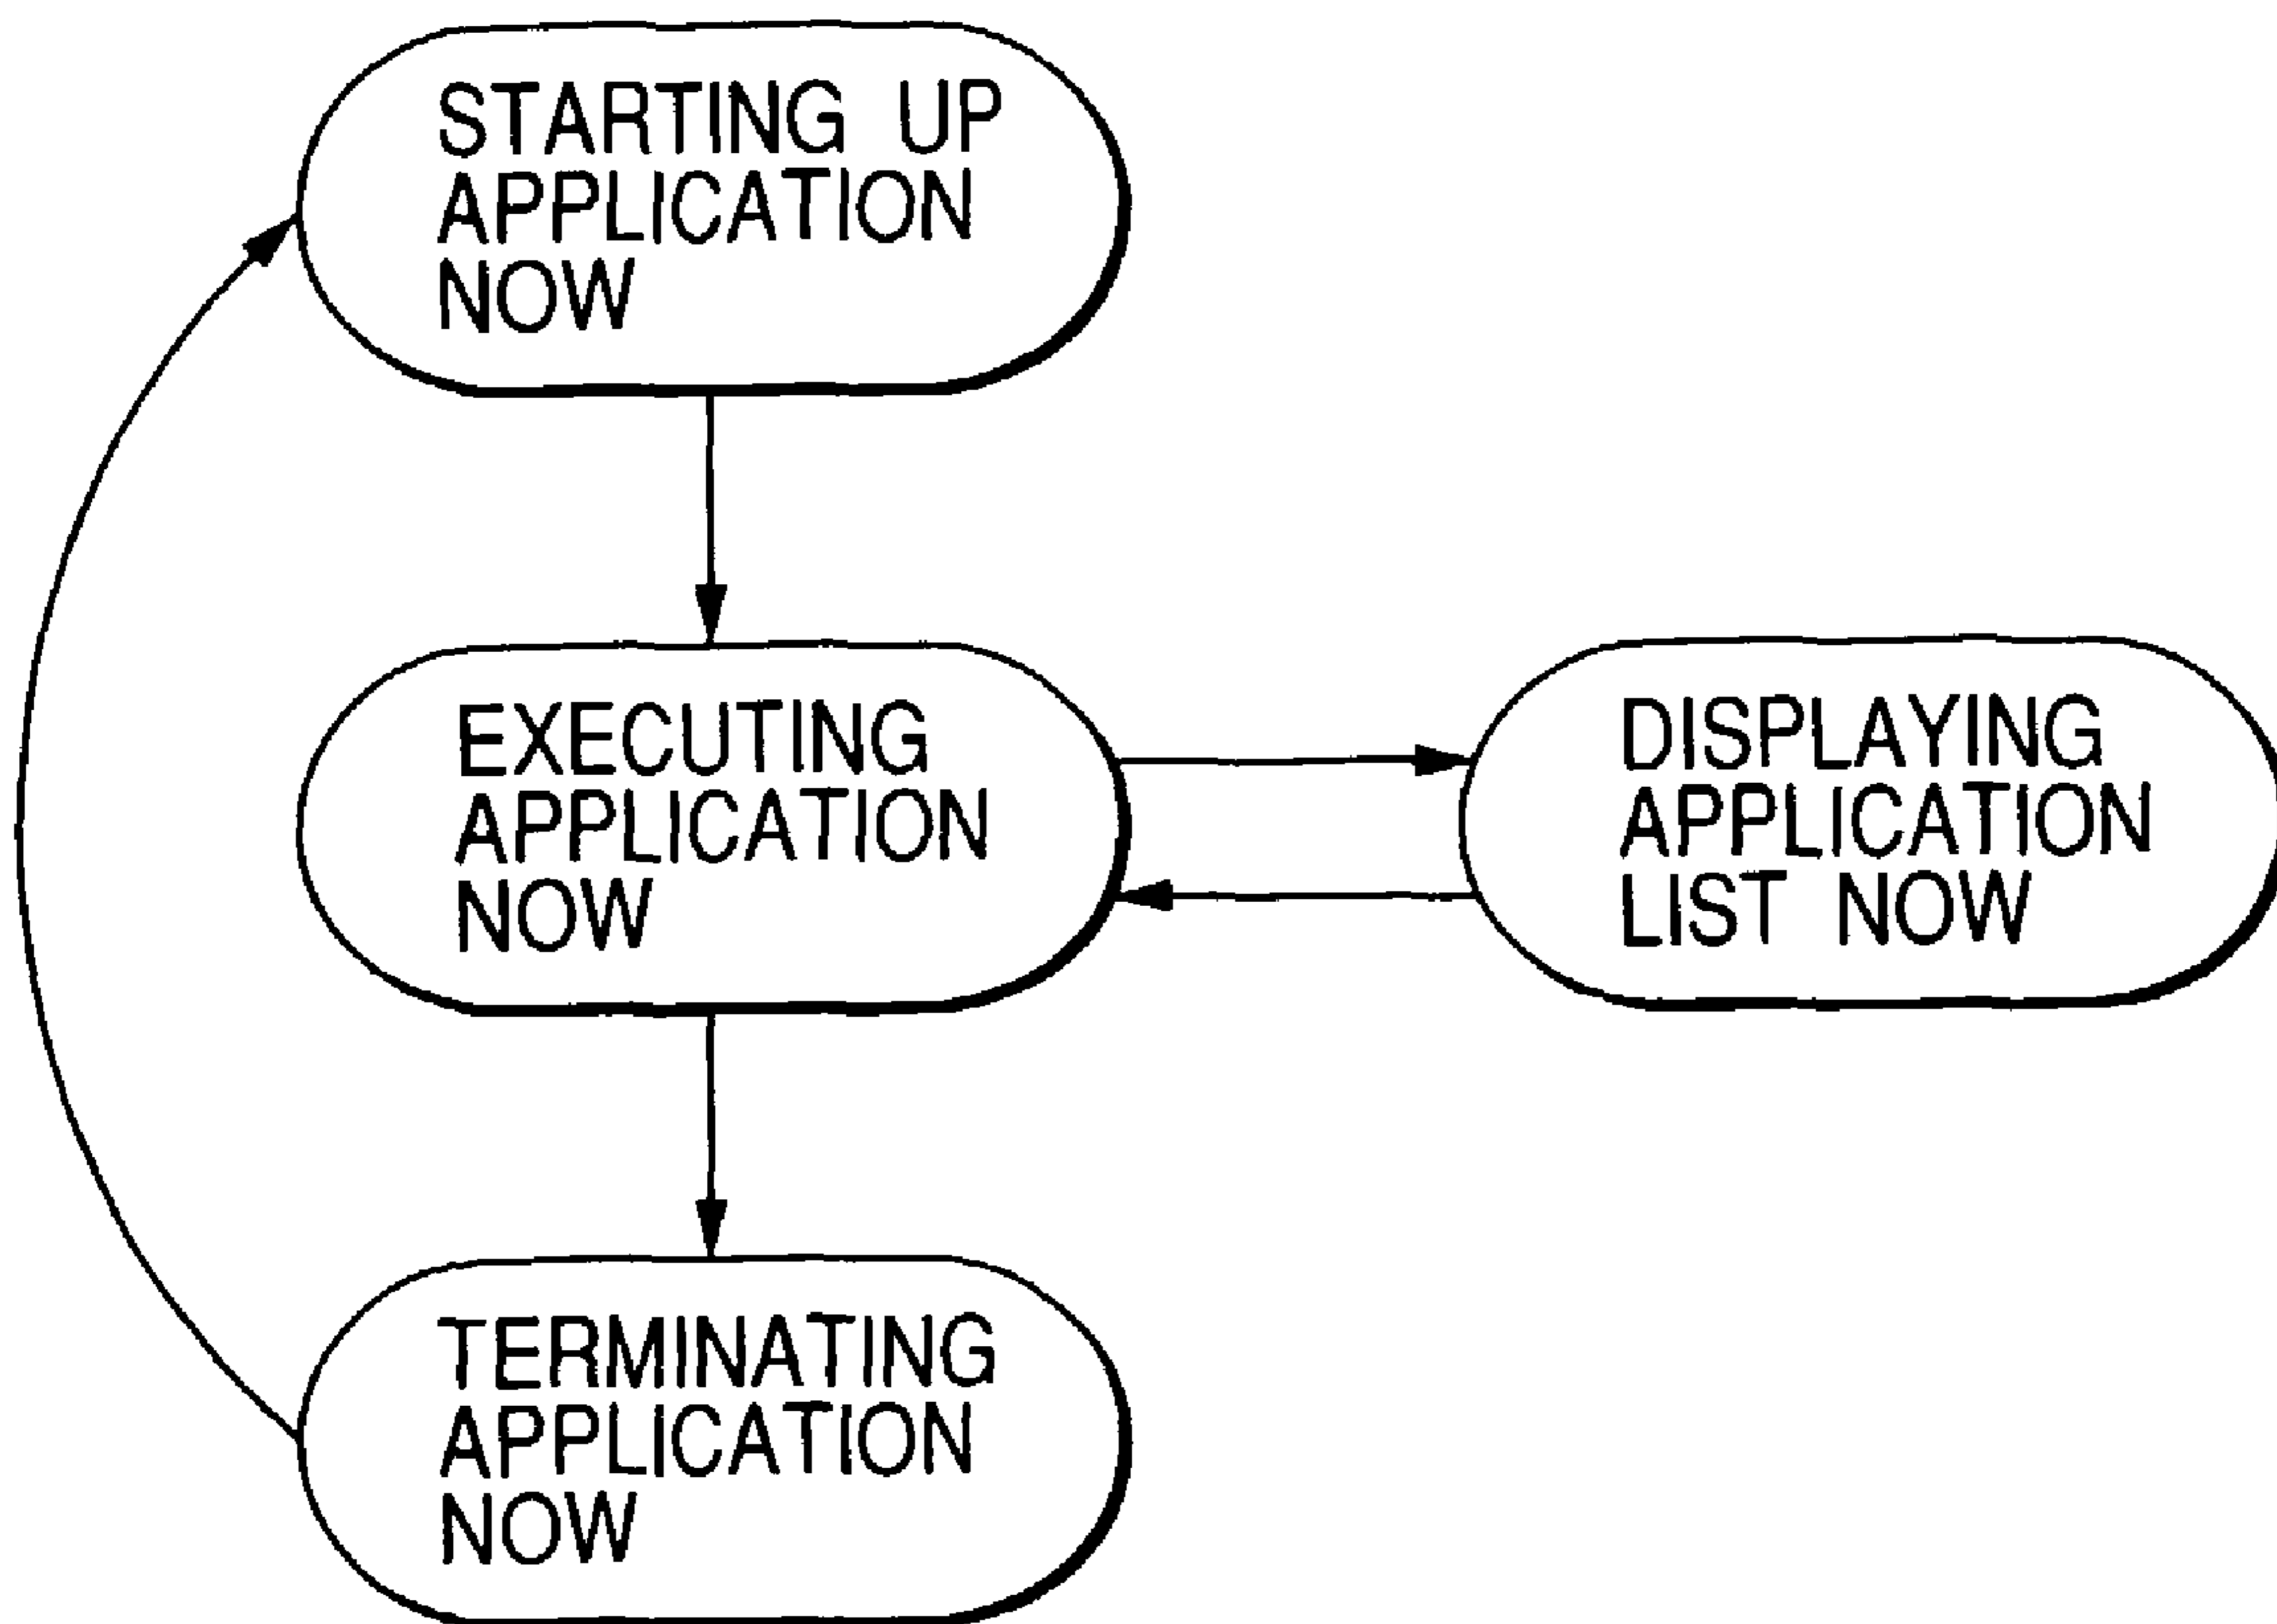 STARTING UP
APPLICATION
NOW
EXECUTING
APPLICATION
NOW
DISPLAYING
APPLICATION
LIST NOW
TERMINATING
APPLICATION
NOW